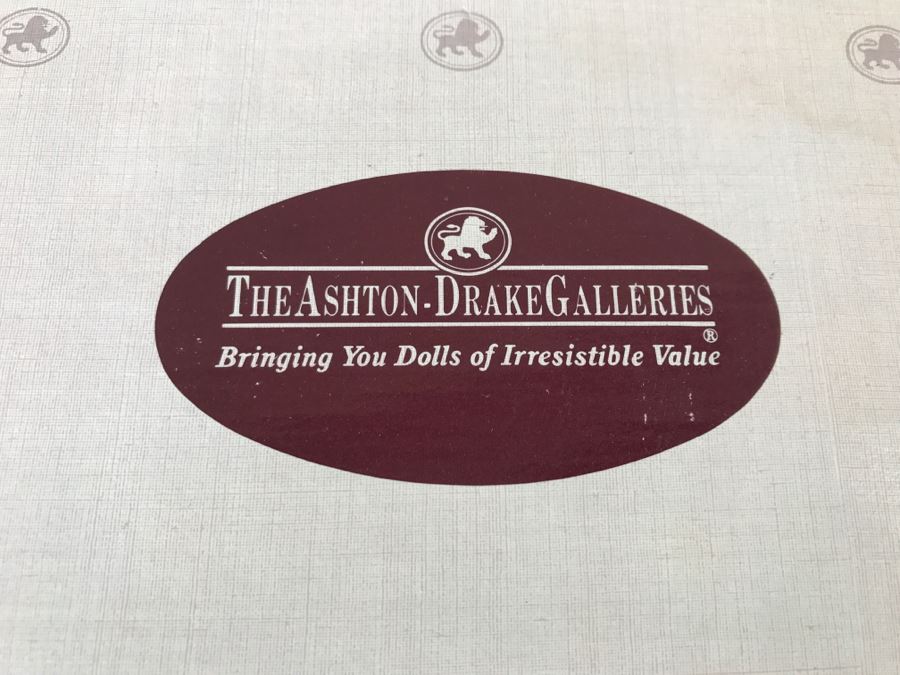 The Ashton-Drake Galleries
®
Bringing You Dolls of Irresistible Value